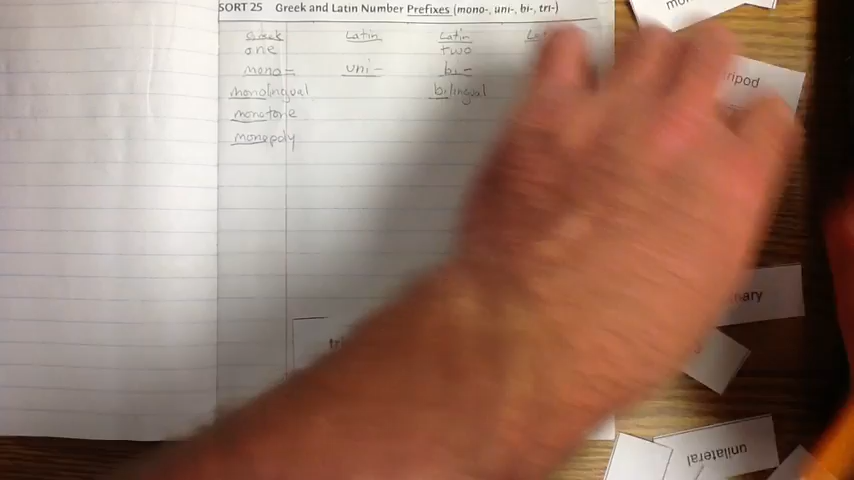 SORT 25 Greek and Latin Number Prefixes (mono-, uni-, bi-, tri-)
Greek Latin Latin
one two
mono- uni- bi-
monolingual bilingual
monotone
monopoly
unilateral